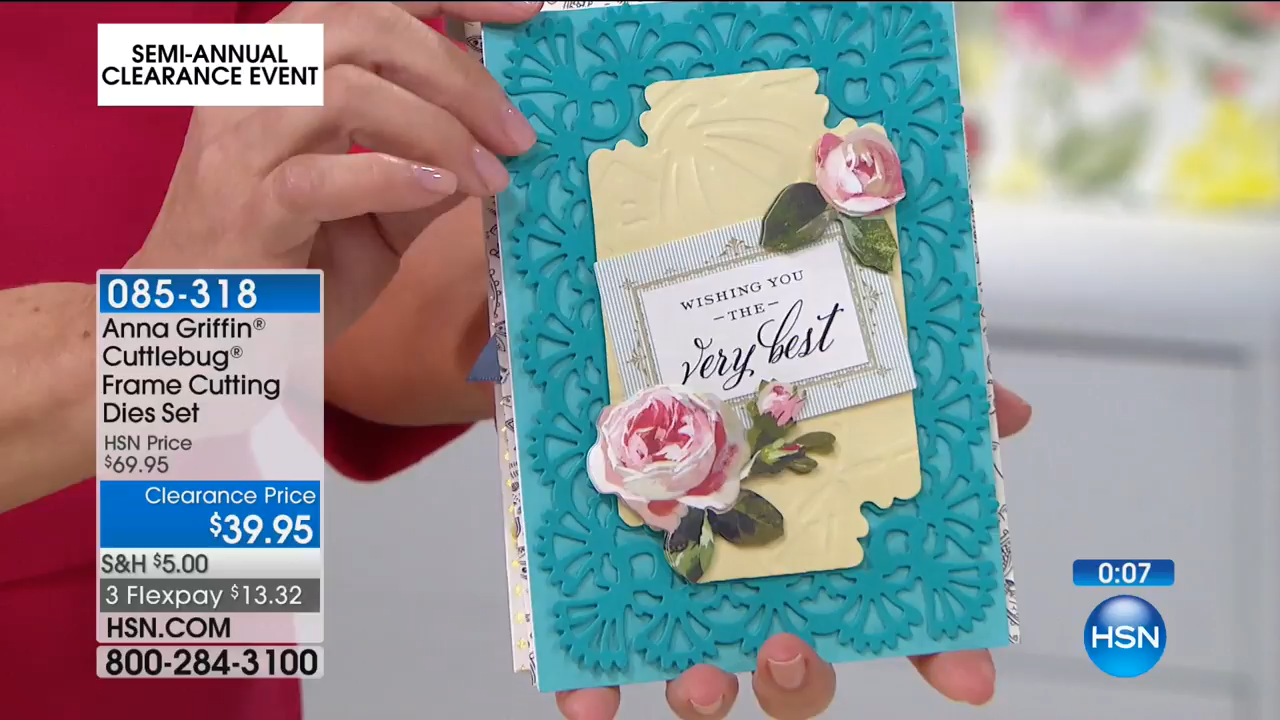 SEMI-ANNUAL
CLEARANCE EVENT
085-318
Anna Griffin®
Cuttlebug®
Frame Cutting
Dies Set
HSN Price
$69.95
Clearance Price
$39.95
S&H $5.00
3 Flexpay $13.32
HSN.COM
800-284-3100
WISHING YOU
–THE–
very best
0:07
HSN